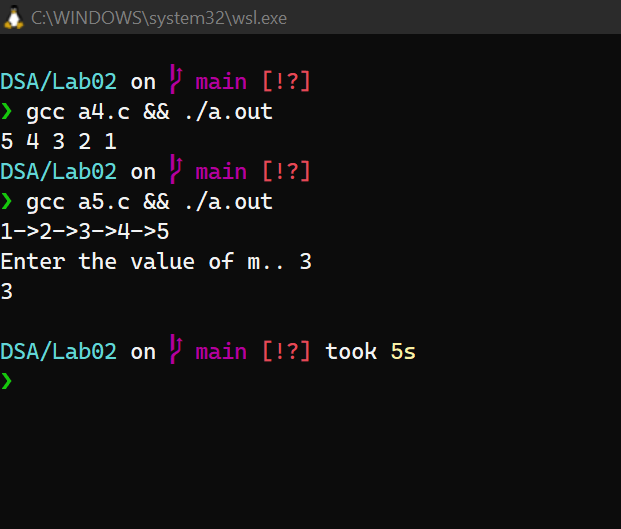 C:\WINDOWS\system32\wsl.exe
DSA/Lab02 on main [!?]
❯ gcc a4.c && ./a.out
5 4 3 2 1
DSA/Lab02 on main [!?]
❯ gcc a5.c && ./a.out
1->2->3->4->5
Enter the value of m.. 3
3
DSA/Lab02 on main [!?] took 5s
❯